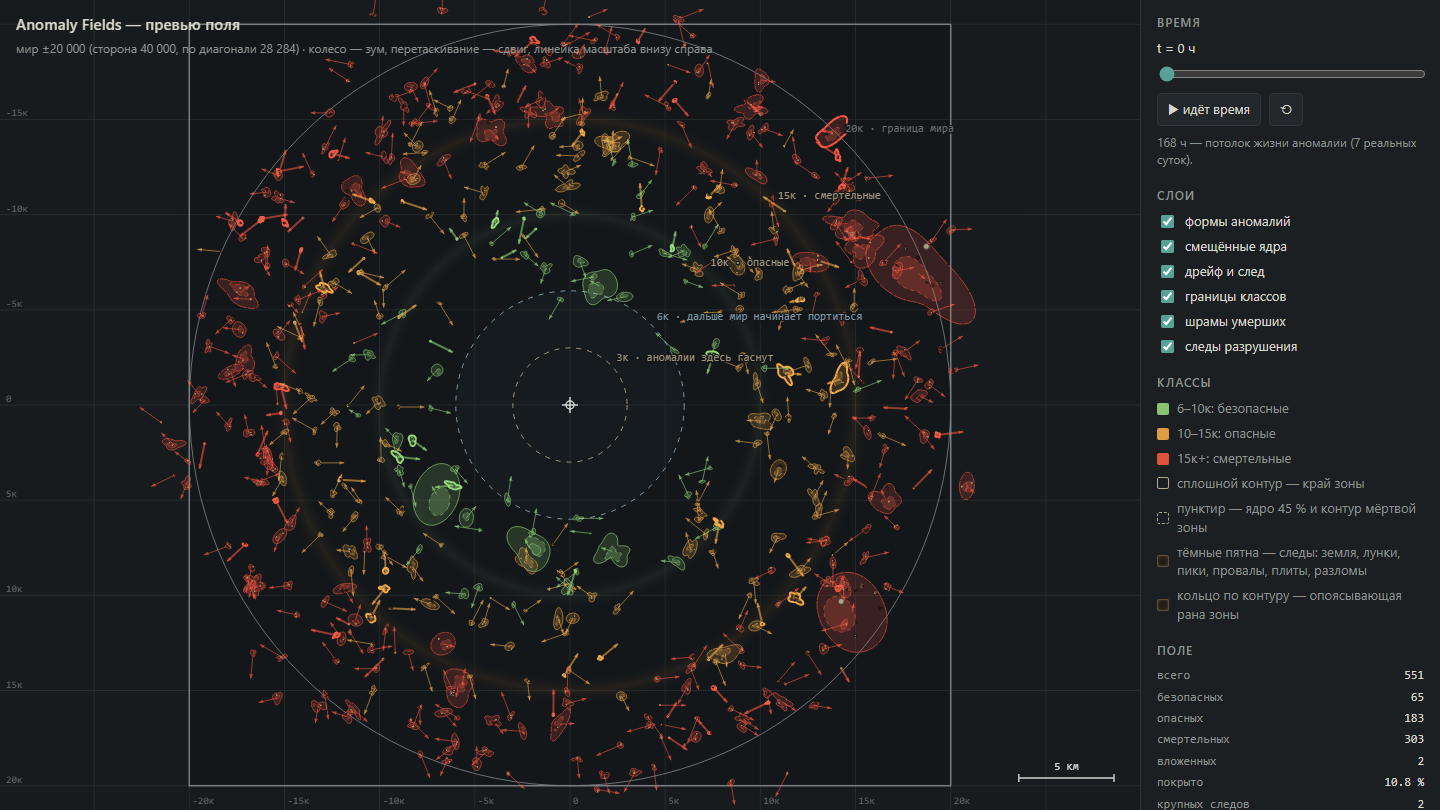 Anomaly Fields — превью поля
мир ±20 000 (сторона 40 000, по диагонали 28 284) · колесо — зум, перетаскивание — сдвиг, линейка масштаба внизу справа
-15к
-10к
-5к
0
5к
10к
15к
20к
20к · граница мира
15к · смертельные
10к · опасные
6к · дальше мир начинает портиться
3к · аномалии здесь гаснут
5 км
-20к
-15к
-10к
-5к
0
5к
10к
15к
20к
ВРЕМЯ
t = 0 ч
▶ идёт время
⟲
168 ч — потолок жизни аномалии (7 реальных
суток).
СЛОИ
формы аномалий
смещённые ядра
дрейф и след
границы классов
шрамы умерших
следы разрушения
КЛАССЫ
6–10к: безопасные
10–15к: опасные
15к+: смертельные
сплошной контур — край зоны
пунктир — ядро 45 % и контур мёртвой
зоны
тёмные пятна — следы: земля, лунки,
пики, провалы, плиты, разломы
кольцо по контуру — опоясывающая
рана зоны
ПОЛЕ
всего 551
безопасных 65
опасных 183
смертельных 303
вложенных 2
покрыто 10.8 %
крупных следов 2